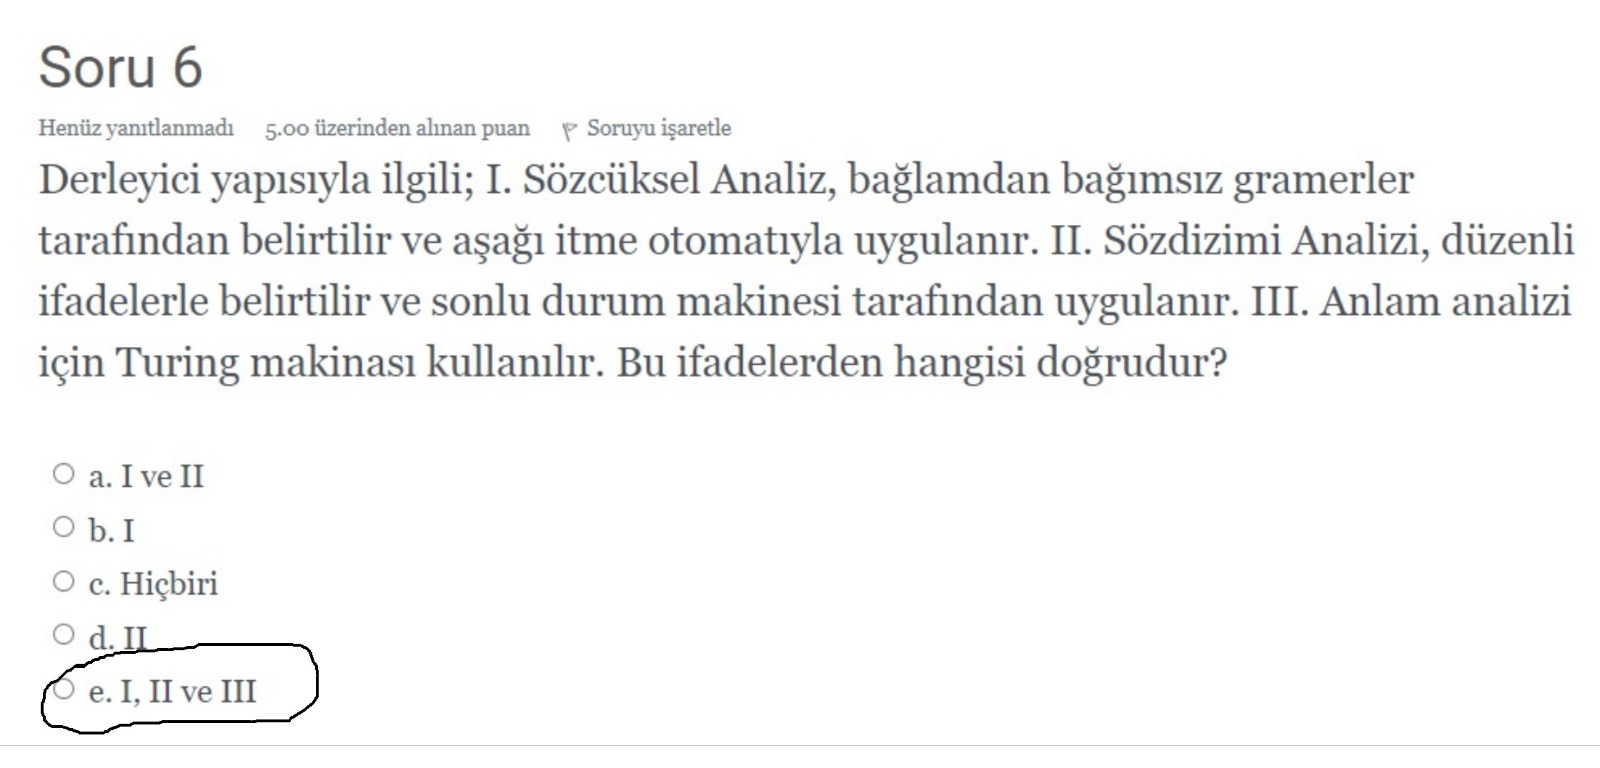 Soru 6
Henüz yanıtlanmadı 5.00 üzerinden alınan puan Soruyu işaretle
Derleyici yapısıyla ilgili; I. Sözcüksel Analiz, bağlamdan bağımsız gramerler
tarafından belirtilir ve aşağı itme otomatıyla uygulanır. II. Sözdizimi Analizi, düzenli
ifadelerle belirtilir ve sonlu durum makinesi tarafından uygulanır. III. Anlam analizi
için Turing makinası kullanılır. Bu ifadelerden hangisi doğrudur?
a. I ve II
b. I
c. Hiçbiri
d. II
e. I, II ve III